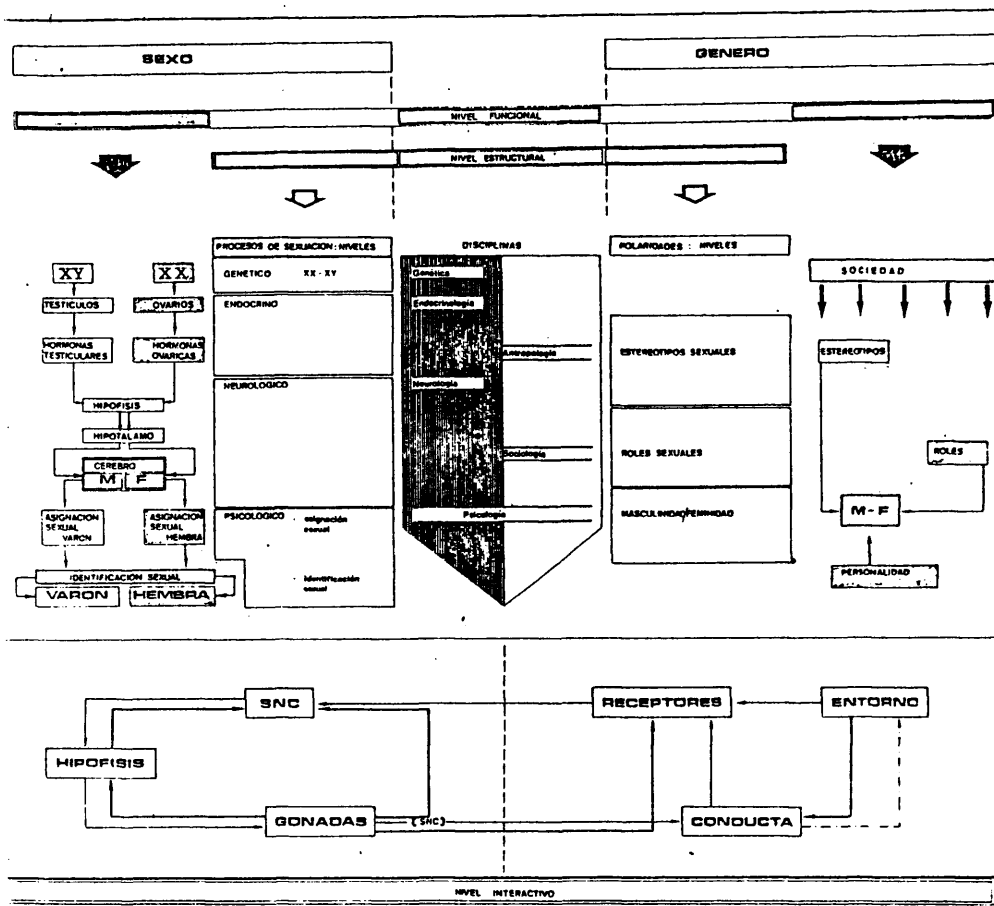 SEXO
GENERO
NIVEL FUNCIONAL
NIVEL ESTRUCTURAL
PROCESOS DE SEXUACION : NIVELES
DISCIPLINAS
POLARIDADES : NIVELES
XY
XX
GENETICO XX - XY
Genética
SOCIEDAD
TESTICULOS
OVARIOS
ENDOCRINO
Endocrinología
HORMONAS
TESTICULARES
HORMONAS
OVARICAS
Antropología
ESTEREOTIPOS SEXUALES
ESTEREOTIPOS
NEUROLOGICO
Neurología
HIPOFISIS
HIPOTALAMO
CEREBRO
M F
Sociología
ROLES SEXUALES
ROLES
ASIGNACION
SEXUAL
VARON
ASIGNACION
SEXUAL
HEMBRA
PSICOLOGICO asignación
sexual
Psicología
MASCULINIDAD/FEMINIDAD
M - F
IDENTIFICACION SEXUAL
identificación
sexual
PERSONALIDAD
VARON
HEMBRA
SNC
RECEPTORES
ENTORNO
HIPOFISIS
GONADAS
(SNC)
CONDUCTA
NIVEL INTERACTIVO